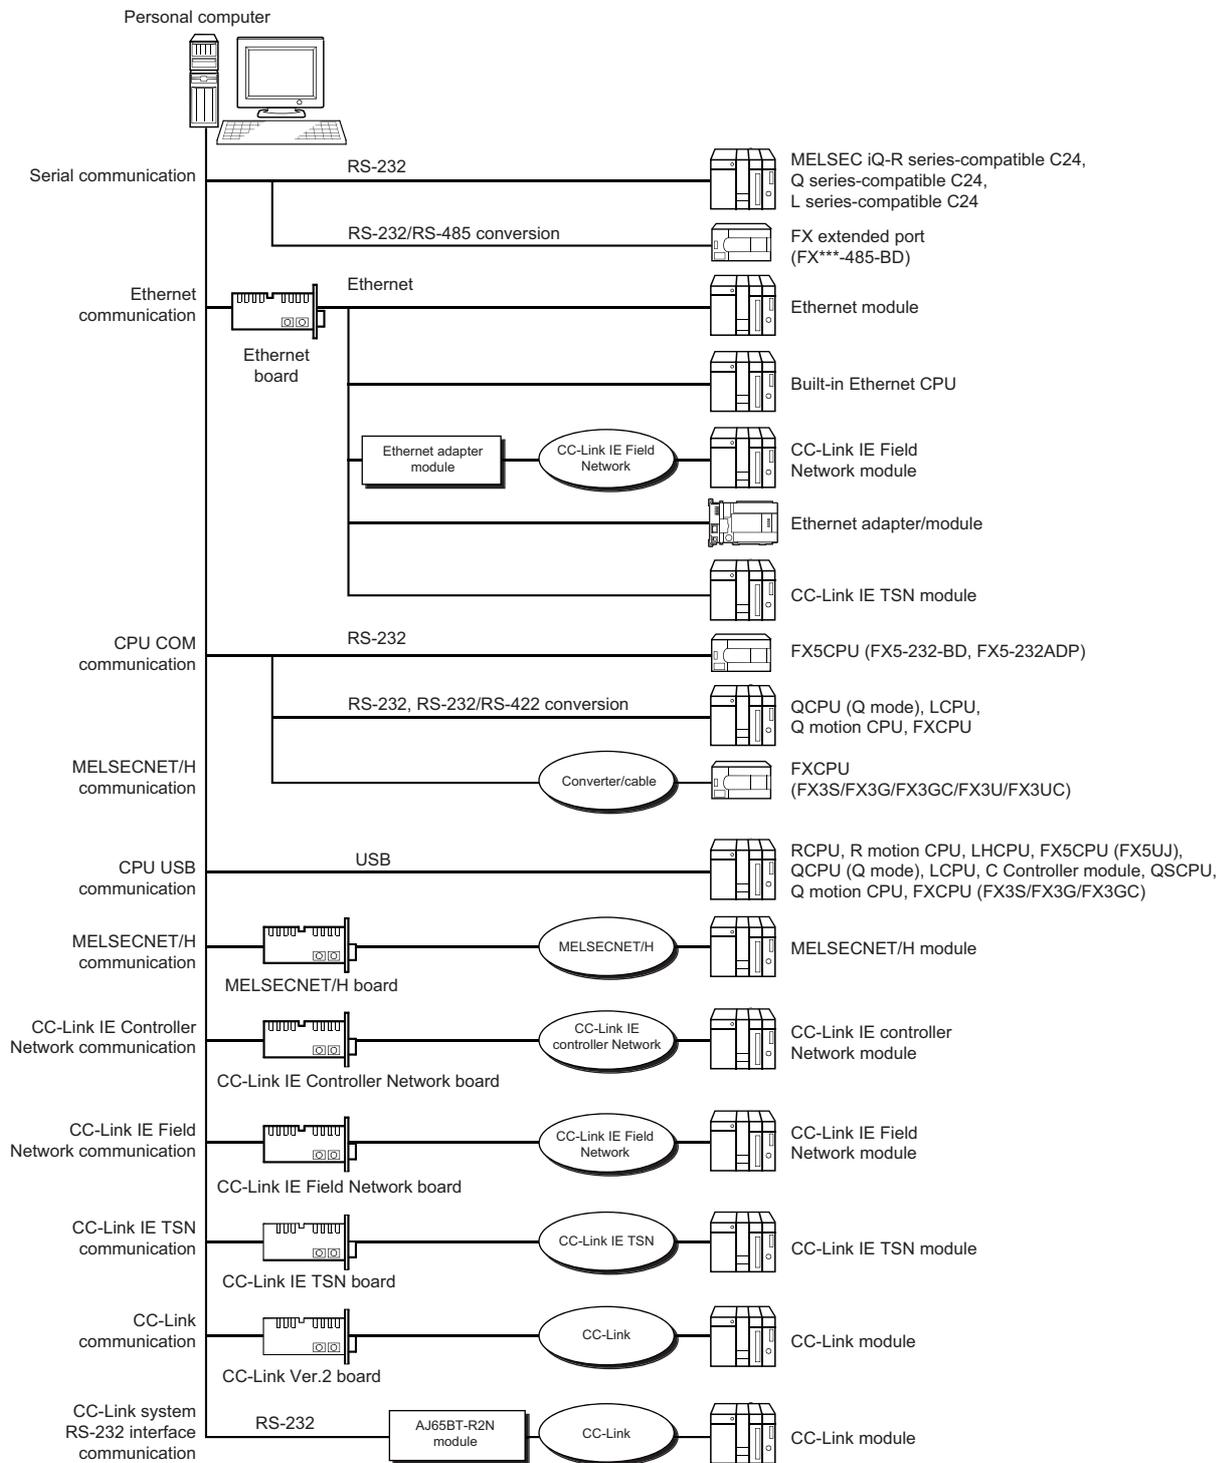 Personal computer
Serial communication
RS-232
MELSEC iQ-R series-compatible C24,
Q series-compatible C24,
L series-compatible C24
RS-232/RS-485 conversion
FX extended port
(FX***-485-BD)
Ethernet
communication
Ethernet
board
Ethernet
Ethernet module
Built-in Ethernet CPU
Ethernet adapter
module
CC-Link IE Field
Network
CC-Link IE Field
Network module
Ethernet adapter/module
CC-Link IE TSN module
CPU COM
communication
RS-232
FX5CPU (FX5-232-BD, FX5-232ADP)
RS-232, RS-232/RS-422 conversion
QCPU (Q mode), LCPU,
Q motion CPU, FXCPU
MELSECNET/H
communication
Converter/cable
FXCPU
(FX3S/FX3G/FX3GC/FX3U/FX3UC)
CPU USB
communication
USB
RCPU, R motion CPU, LHCPU, FX5CPU (FX5UJ),
QCPU (Q mode), LCPU, C Controller module, QSCPU,
Q motion CPU, FXCPU (FX3S/FX3G/FX3GC)
MELSECNET/H
communication
MELSECNET/H board
MELSECNET/H
MELSECNET/H module
CC-Link IE Controller
Network communication
CC-Link IE Controller Network board
CC-Link IE
controller Network
CC-Link IE controller
Network module
CC-Link IE Field
Network communication
CC-Link IE Field Network board
CC-Link IE Field
Network
CC-Link IE Field
Network module
CC-Link IE TSN
communication
CC-Link IE TSN board
CC-Link IE TSN
CC-Link IE TSN module
CC-Link
communication
CC-Link Ver.2 board
CC-Link
CC-Link module
CC-Link system
RS-232 interface
communication
RS-232
AJ65BT-R2N
module
CC-Link
CC-Link module